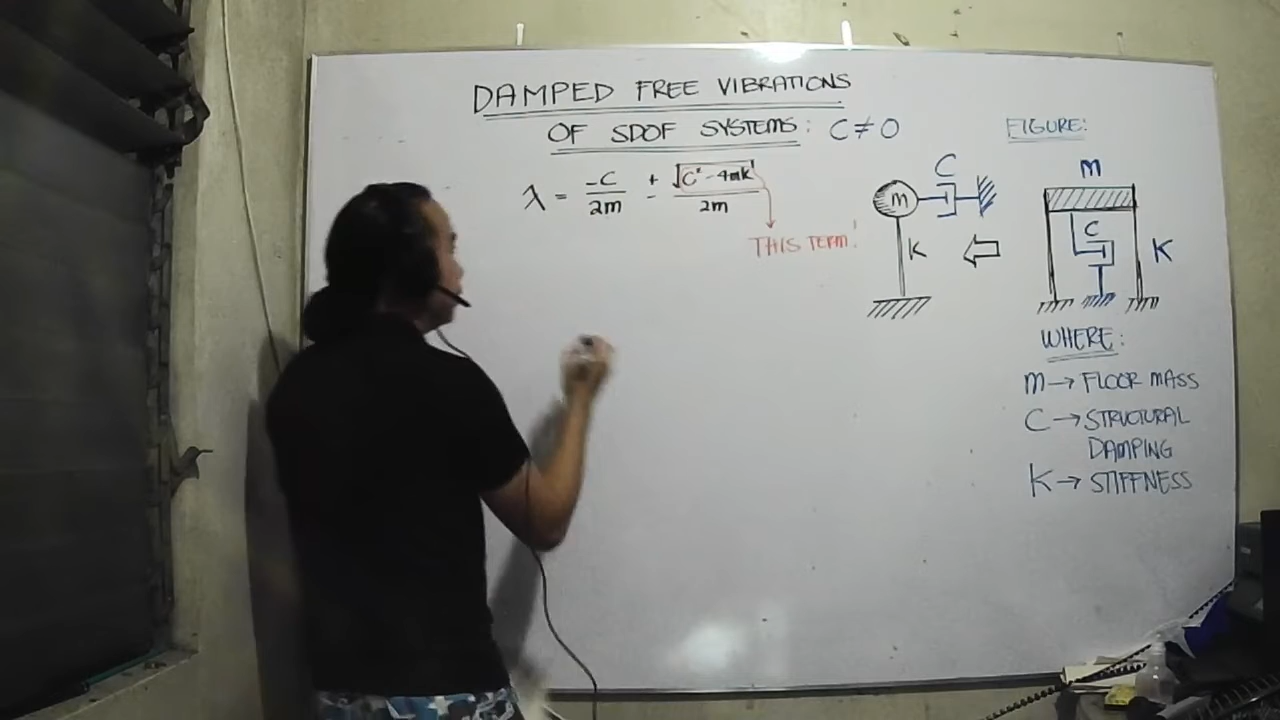 DAMPED FREE VIBRATIONS
OF SDOF SYSTEMS: C ≠ 0
λ = -C/2m ± √(C² - 4mk)/2m
THIS TERM!
FIGURE:
C
m
K
m
C
K
WHERE:
m → FLOOR MASS
C → STRUCTURAL
DAMPING
K → STIFFNESS